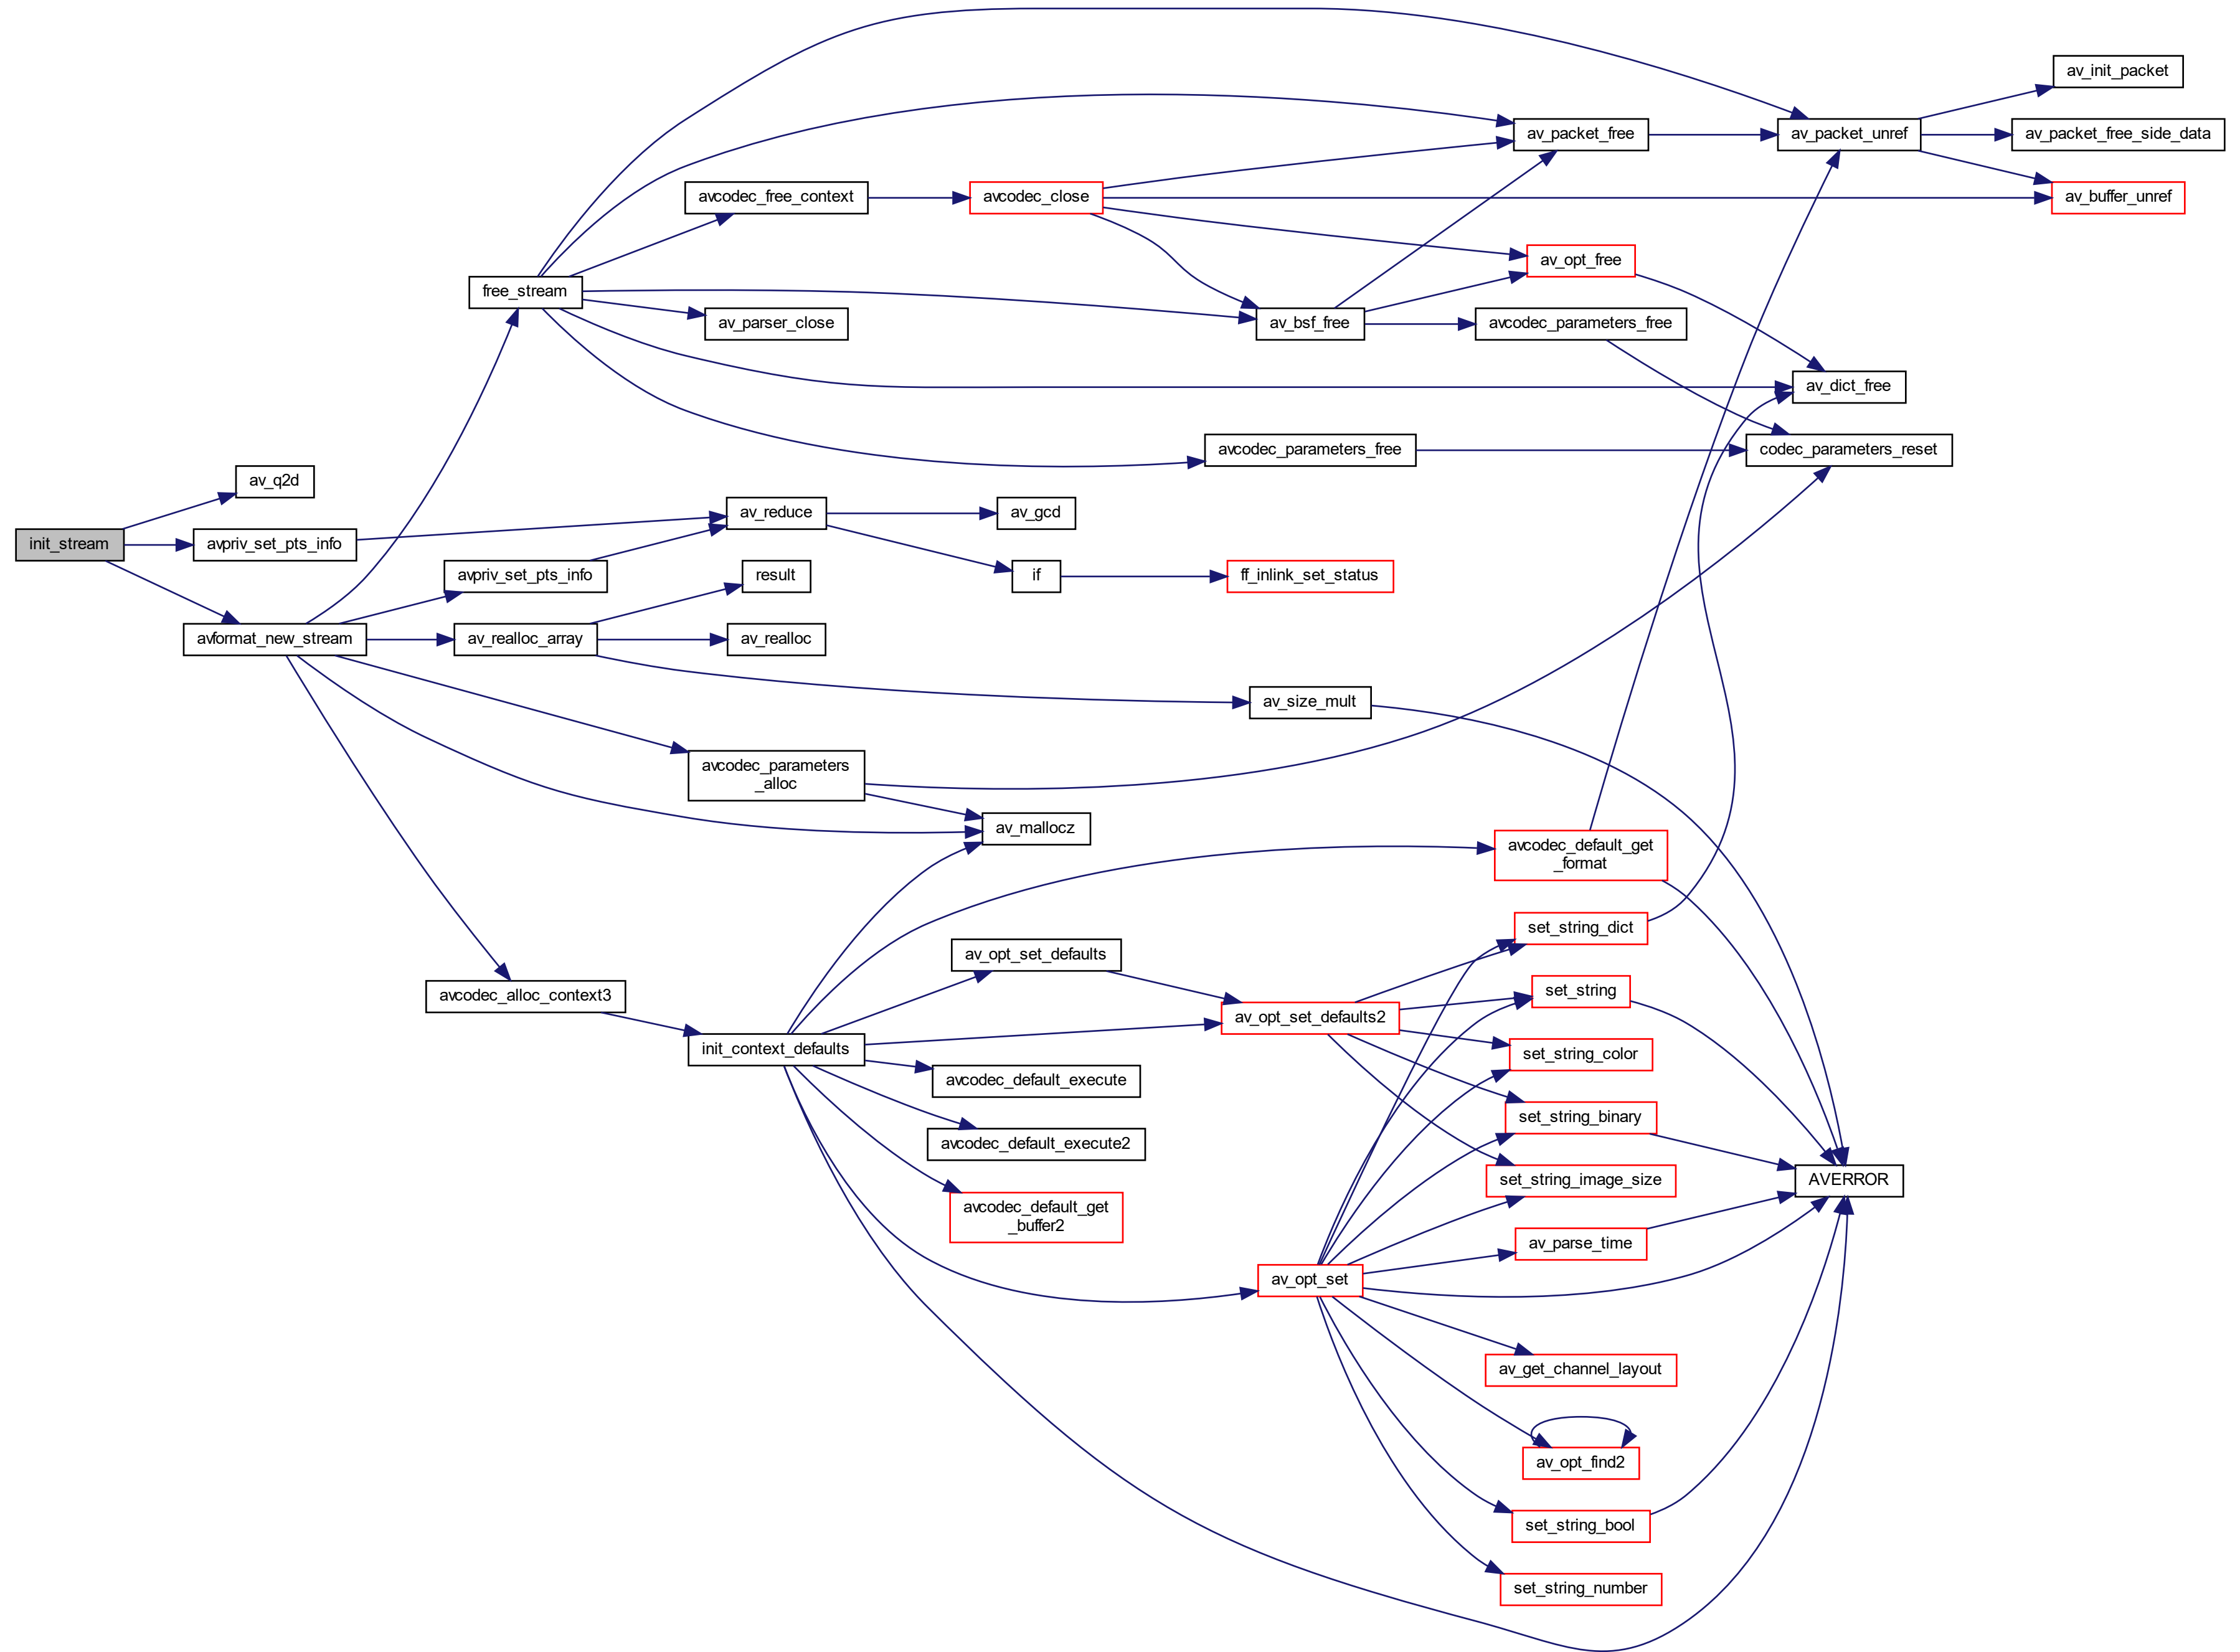 av_init_packet
av_packet_free
av_packet_unref
av_packet_free_side_data
avcodec_free_context
avcodec_close
av_buffer_unref
av_opt_free
free_stream
av_parser_close
av_bsf_free
avcodec_parameters_free
av_dict_free
avcodec_parameters_free
codec_parameters_reset
av_q2d
av_reduce
av_gcd
init_stream
avpriv_set_pts_info
avpriv_set_pts_info
result
if
ff_inlink_set_status
avformat_new_stream
av_realloc_array
av_realloc
av_size_mult
avcodec_parameters
_alloc
av_mallocz
avcodec_default_get
_format
set_string_dict
av_opt_set_defaults
avcodec_alloc_context3
set_string
av_opt_set_defaults2
init_context_defaults
set_string_color
avcodec_default_execute
set_string_binary
avcodec_default_execute2
set_string_image_size
AVERROR
avcodec_default_get
_buffer2
av_parse_time
av_opt_set
av_get_channel_layout
av_opt_find2
set_string_bool
set_string_number